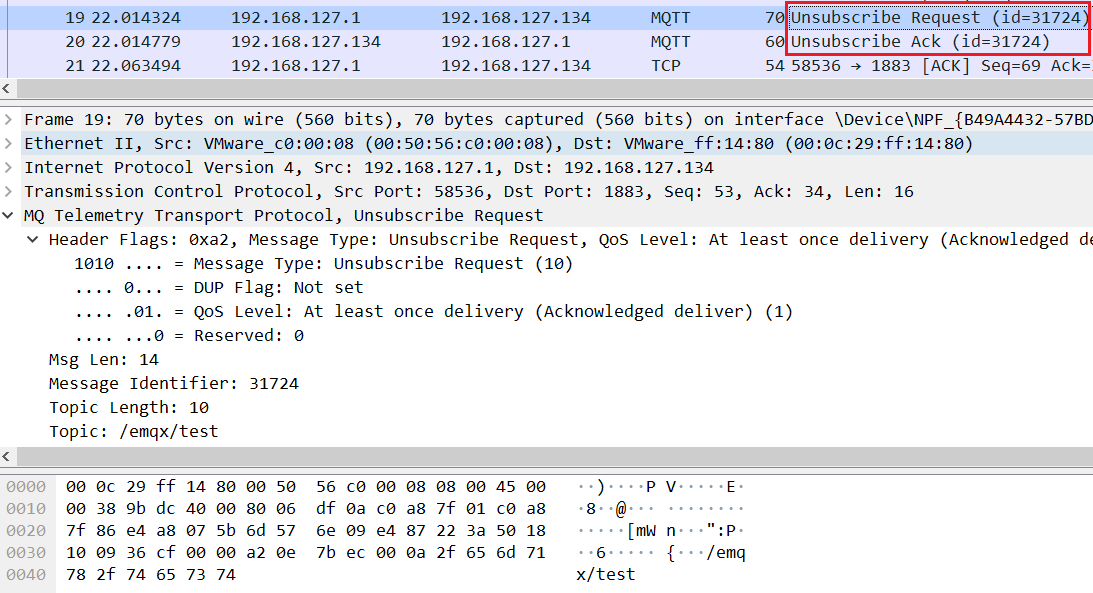 19 22.014324 192.168.127.1 192.168.127.134 MQTT 70 Unsubscribe Request (id=31724)
20 22.014779 192.168.127.134 192.168.127.1 MQTT 60 Unsubscribe Ack (id=31724)
21 22.063494 192.168.127.1 192.168.127.134 TCP 54 58536 → 1883 [ACK] Seq=69 Ack=
Frame 19: 70 bytes on wire (560 bits), 70 bytes captured (560 bits) on interface \Device\NPF_{B49A4432-57BD
Ethernet II, Src: VMware_c0:00:08 (00:50:56:c0:00:08), Dst: VMware_ff:14:80 (00:0c:29:ff:14:80)
Internet Protocol Version 4, Src: 192.168.127.1, Dst: 192.168.127.134
Transmission Control Protocol, Src Port: 58536, Dst Port: 1883, Seq: 53, Ack: 34, Len: 16
MQ Telemetry Transport Protocol, Unsubscribe Request
Header Flags: 0xa2, Message Type: Unsubscribe Request, QoS Level: At least once delivery (Acknowledged de
1010 .... = Message Type: Unsubscribe Request (10)
.... 0... = DUP Flag: Not set
.... .01. = QoS Level: At least once delivery (Acknowledged deliver) (1)
.... ...0 = Reserved: 0
Msg Len: 14
Message Identifier: 31724
Topic Length: 10
Topic: /emqx/test
0000 00 0c 29 ff 14 80 00 50 56 c0 00 08 08 00 45 00 ··)····P V·····E·
0010 00 38 9b dc 40 00 80 06 df 0a c0 a8 7f 01 c0 a8 ·8··@··· ········
0020 7f 86 e4 a8 07 5b 6d 57 6e 09 e4 87 22 3a 50 18 ·····[mW n···":P·
0030 10 09 36 cf 00 00 a2 0e 7b ec 00 0a 2f 65 6d 71 ··6····· {···/emq
0040 78 2f 74 65 73 74 x/test